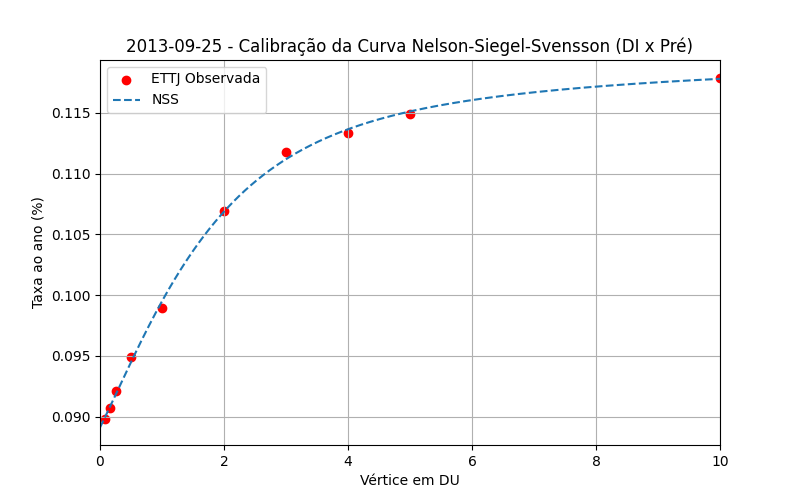 2013-09-25 - Calibração da Curva Nelson-Siegel-Svensson (DI x Pré)
ETTJ Observada
NSS
Taxa ao ano (%)
0.115
0.110
0.105
0.100
0.095
0.090
0 2 4 6 8 10
Vértice em DU